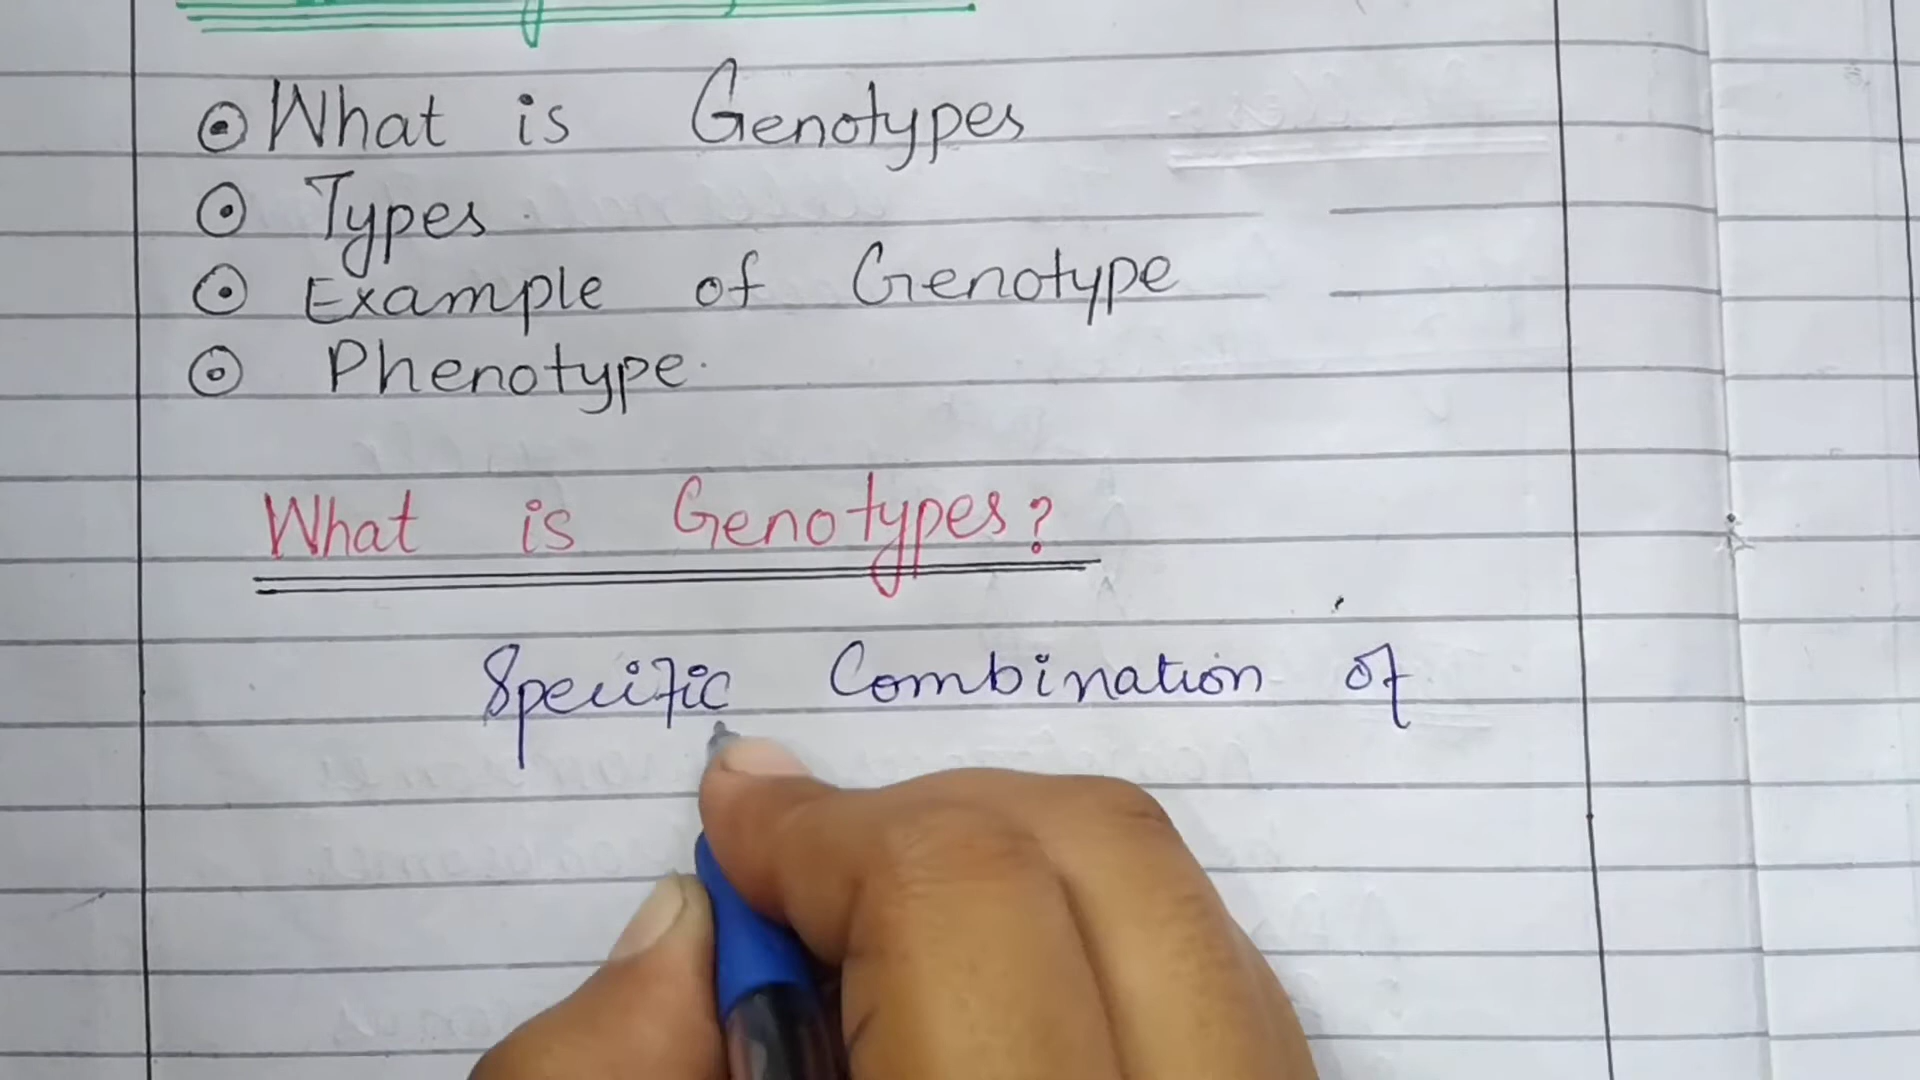 What is Genotypes
Types
Example of Genotype
Phenotype.
What is Genotypes?
Specific Combination of